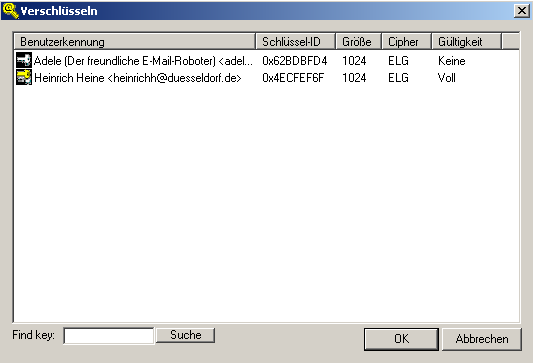 Verschlüsseln
Benutzerkennung Schlüssel-ID Größe Cipher Gültigkeit
Adele (Der freundliche E-Mail-Roboter) <adel... 0x62BDBFD4 1024 ELG Keine
Heinrich Heine <heinrichh@duesseldorf.de> 0x4ECFEF6F 1024 ELG Voll
Find key: Suche OK Abbrechen